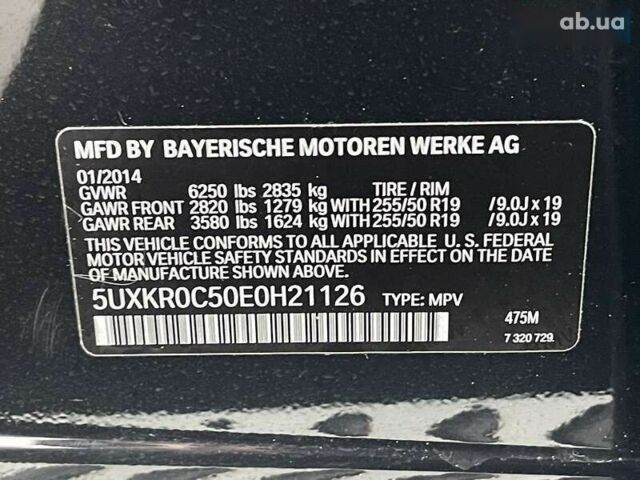 ab.ua
MFD BY BAYERISCHE MOTOREN WERKE AG
01/2014
GVWR 6250 lbs 2835 kg TIRE / RIM
GAWR FRONT 2820 lbs 1279 kg WITH 255/50 R19 /9.0J x 19
GAWR REAR 3580 lbs 1624 kg WITH 255/50 R19 /9.0J x 19
THIS VEHICLE CONFORMS TO ALL APPLICABLE U. S. FEDERAL
MOTOR VEHICLE SAFETY STANDARDS IN EFFECT ON THE DATE
OF MANUFACTURE SHOWN ABOVE.
5UXKR0C50E0H21126 TYPE: MPV
475M
7 320 729